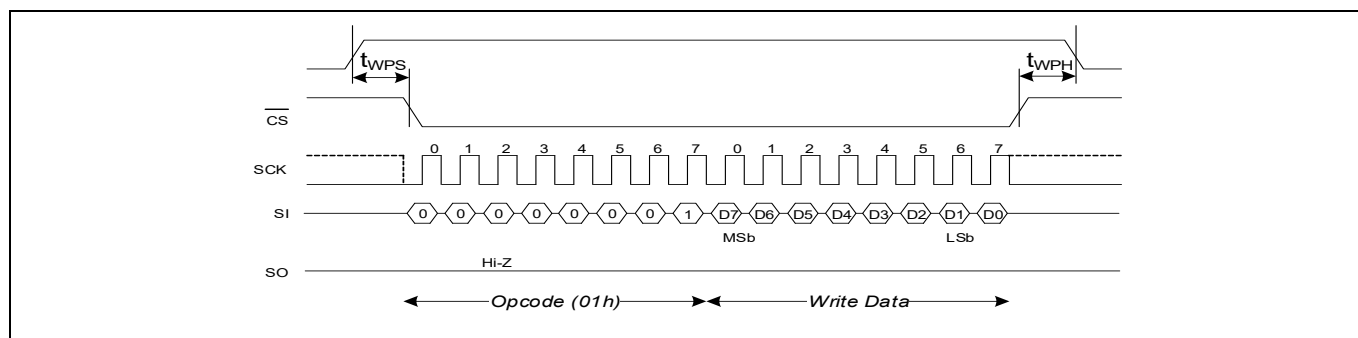 tWPS
tWPH
CS
0 1 2 3 4 5 6 7 0 1 2 3 4 5 6 7
SCK
SI
0 0 0 0 0 0 0 1 D7 D6 D5 D4 D3 D2 D1 D0
MSb
LSb
Hi-Z
SO
Opcode (01h)
Write Data